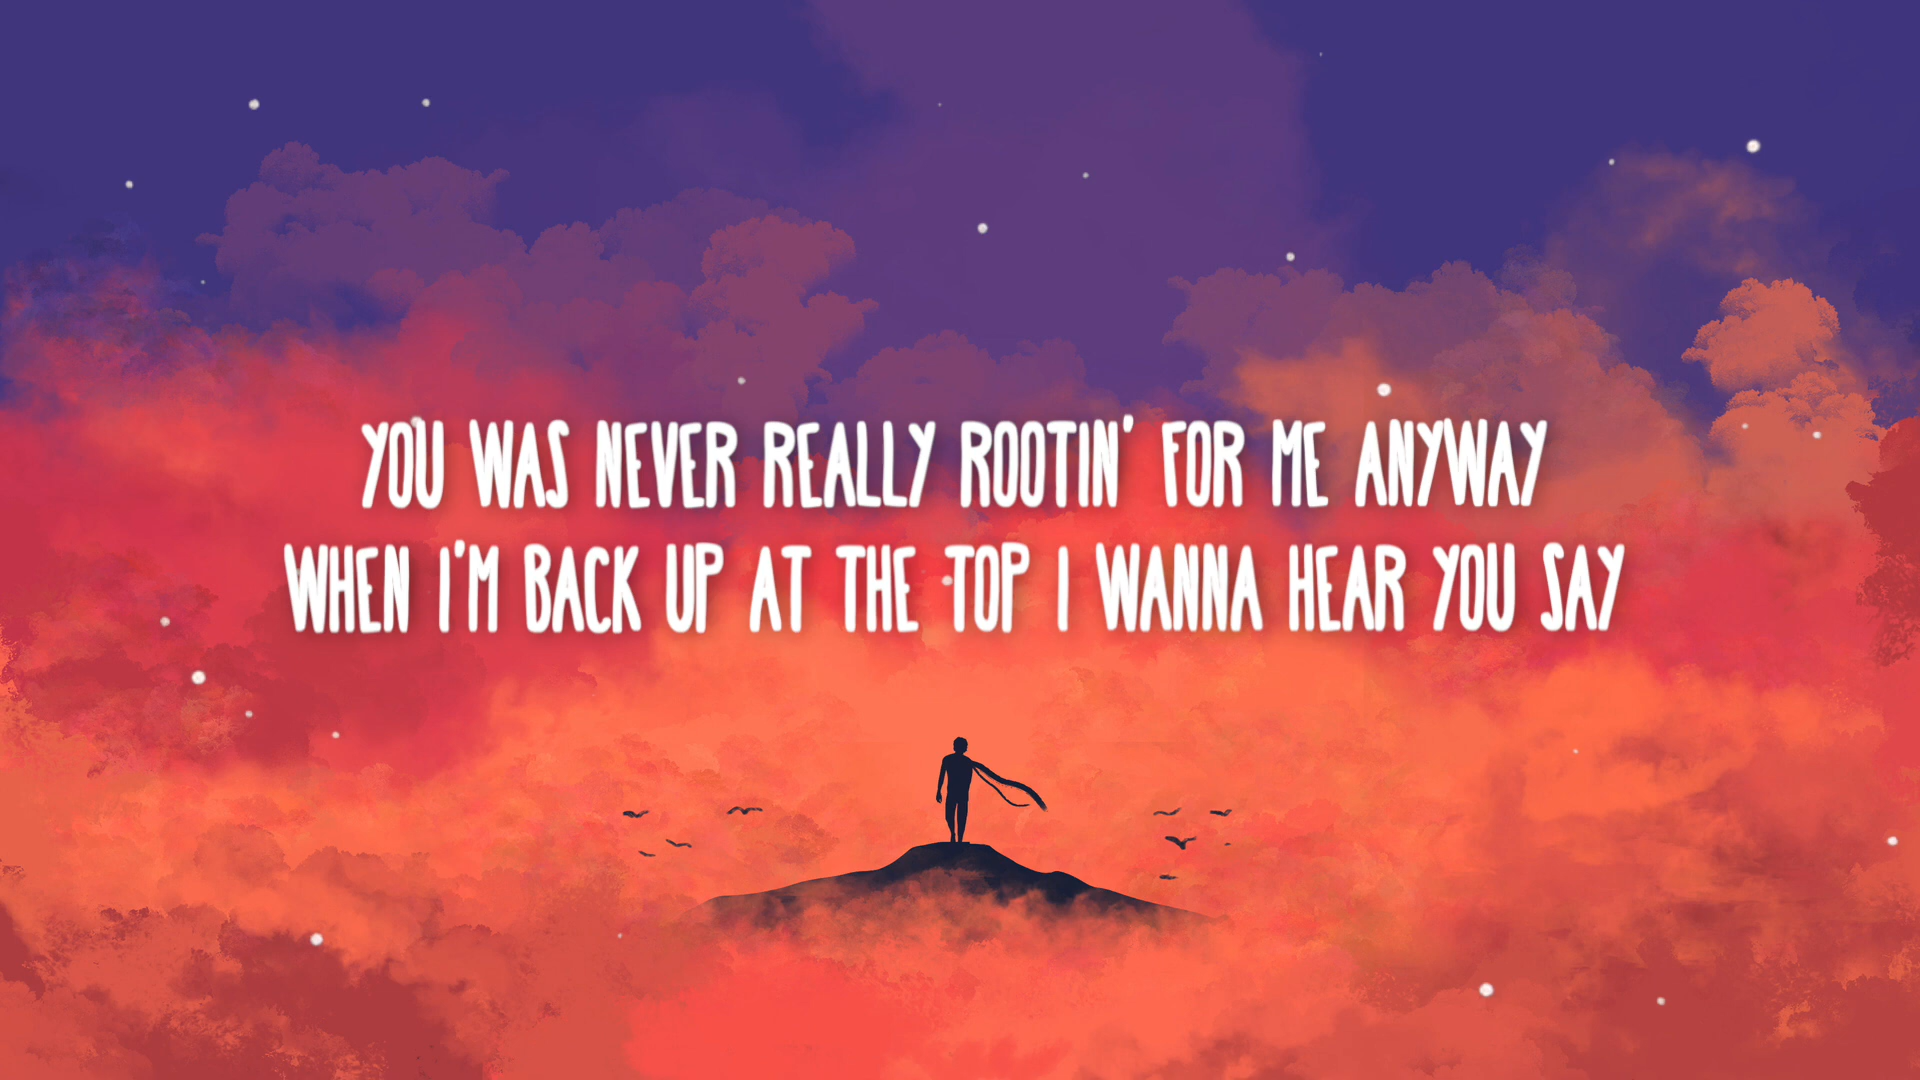 YOU WAS NEVER REALLY ROOTIN' FOR ME ANYWAY
WHEN I'M BACK UP AT THE TOP I WANNA HEAR YOU SAY